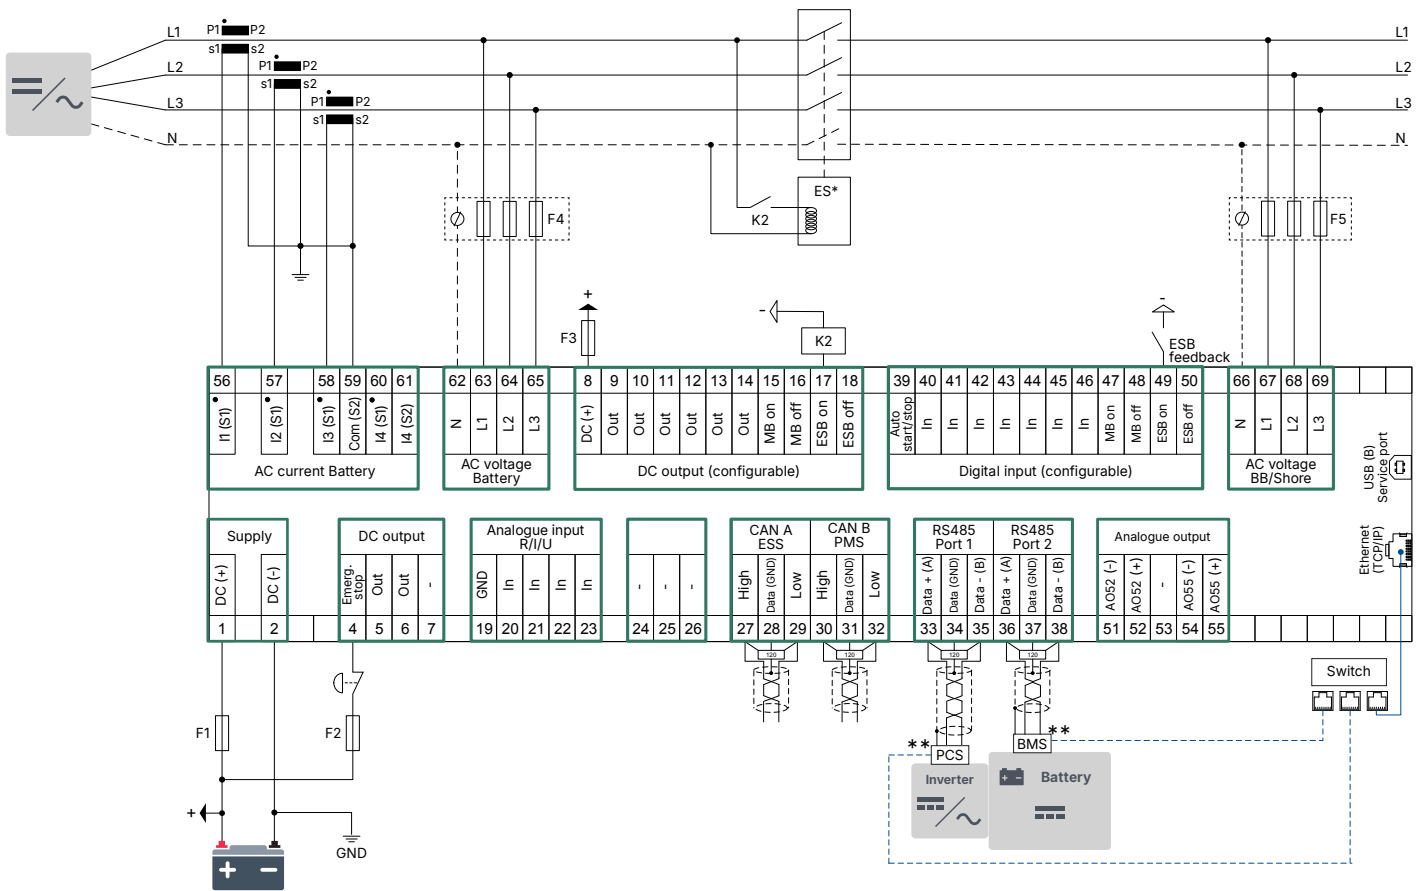 P1 P2
L1
L1
s1 s2
P1 P2
L2
L2
s1 s2
P1 P2
L3
L3
s1 s2
N
N
ES*
K2
F4
F5
+
-
-
F3
K2
ESB
feedback
56 57 58 59 60 61
62 63 64 65
8 9 10 11 12 13 14 15 16 17 18
39 40 41 42 43 44 45 46 47 48 49 50
66 67 68 69
I1 (S1)
I2 (S1)
I3 (S1)
Com (S2)
I4 (S1)
I4 (S2)
N
L1
L2
L3
DC (+)
Out
Out
Out
Out
Out
Out
MB on
MB off
ESB on
ESB off
Auto
start/stop
In
In
In
In
In
In
In
MB on
MB off
ESB on
ESB off
N
L1
L2
L3
AC current Battery
AC voltage
Battery
DC output (configurable)
Digital input (configurable)
AC voltage
BB/Shore
USB (B)
Service port
Ethernet
(TCP/IP)
Supply
DC output
Analogue input
R/I/U
CAN A
ESS
CAN B
PMS
RS485
Port 1
RS485
Port 2
Analogue output
DC (+)
DC (-)
Emerg.
stop
Out
Out
-
GND
In
In
In
In
-
-
-
High
Data (GND)
Low
High
Data (GND)
Low
Data + (A)
Data (GND)
Data - (B)
Data + (A)
Data (GND)
Data - (B)
AO52 (-)
AO52 (+)
-
AO55 (-)
AO55 (+)
1 2
4 5 6 7
19 20 21 22 23
24 25 26
27 28 29 30 31 32
33 34 35 36 37 38
51 52 53 54 55
120
120
120
120
Switch
F1
F2
** PCS
BMS **
Inverter
Battery
+
GND
+ −